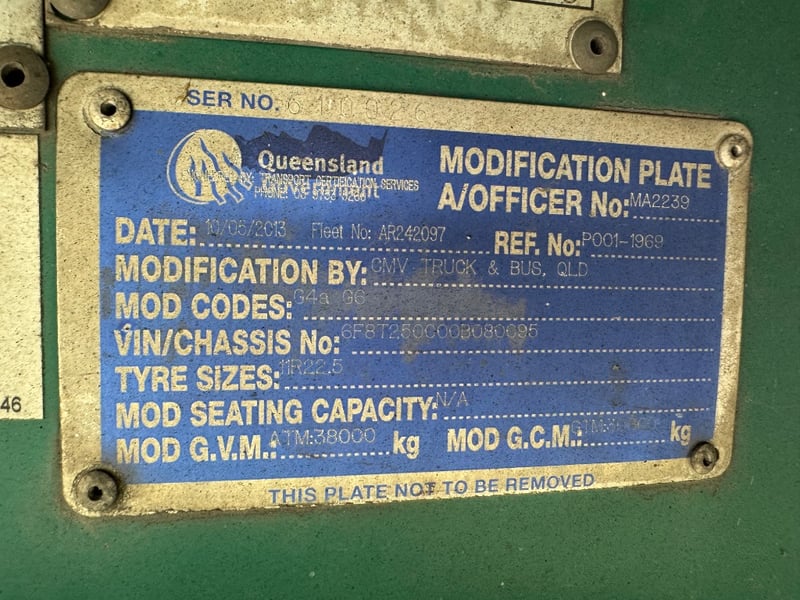 SER NO.
Queensland
Government
TRANSPORT CERTIFICATION SERVICES
MODIFICATION PLATE
A/OFFICER No: MA2239
DATE: 10/05/2013 Fleet No: AR242097 REF. No: P001-1969
MODIFICATION BY: CMV TRUCK & BUS, QLD
MOD CODES: G4a G6
VIN/CHASSIS No: 6F8T250C00B080095
TYRE SIZES: 11R22.5
MOD SEATING CAPACITY: N/A
MOD G.V.M.: ATM:38000 kg MOD G.C.M.: kg
THIS PLATE NOT TO BE REMOVED
46